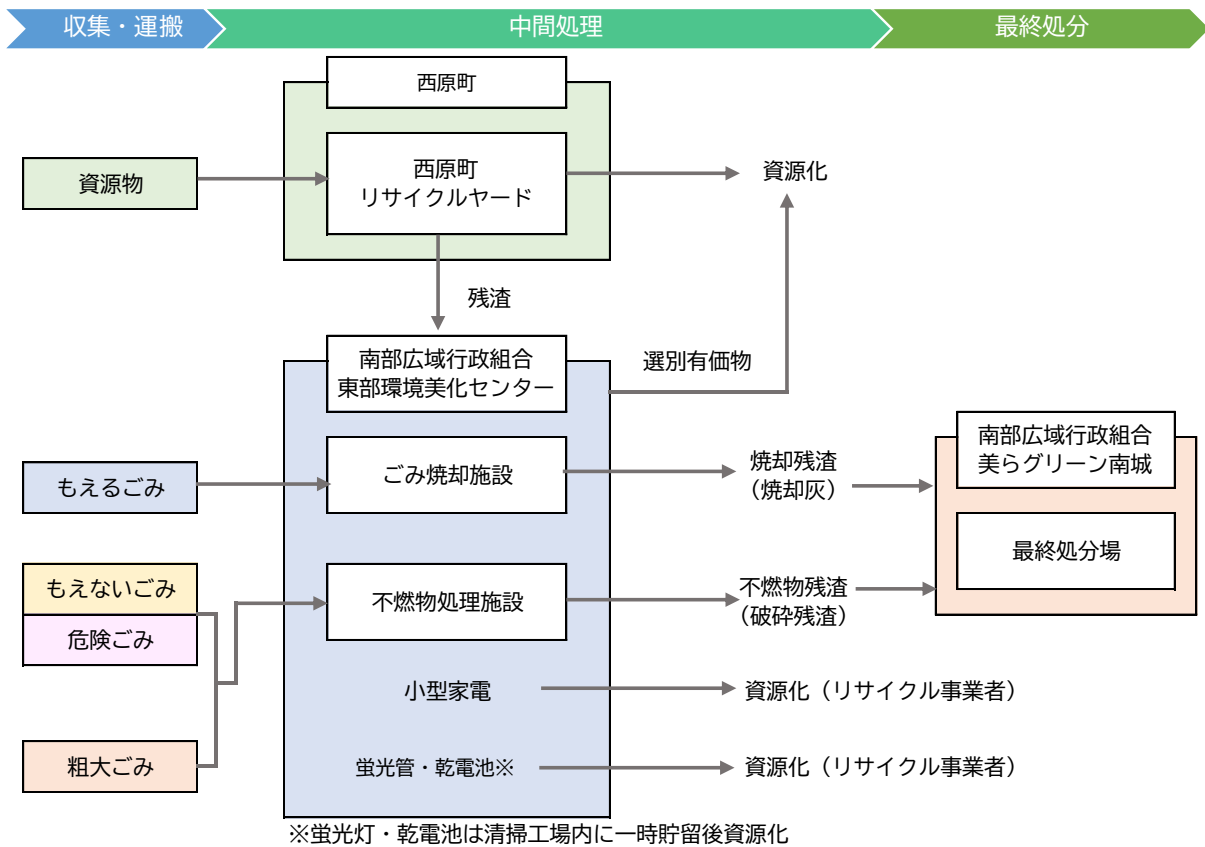 収集・運搬
中間処理
最終処分
西原町
資源物
西原町
リサイクルヤード
資源化
残渣
南部広域行政組合
東部環境美化センター
選別有価物
もえるごみ
ごみ焼却施設
焼却残渣
（焼却灰）
南部広域行政組合
美らグリーン南城
最終処分場
もえないごみ
危険ごみ
不燃物処理施設
不燃物残渣
（破砕残渣）
小型家電
資源化（リサイクル事業者）
粗大ごみ
蛍光管・乾電池※
資源化（リサイクル事業者）
※蛍光灯・乾電池は清掃工場内に一時貯留後資源化